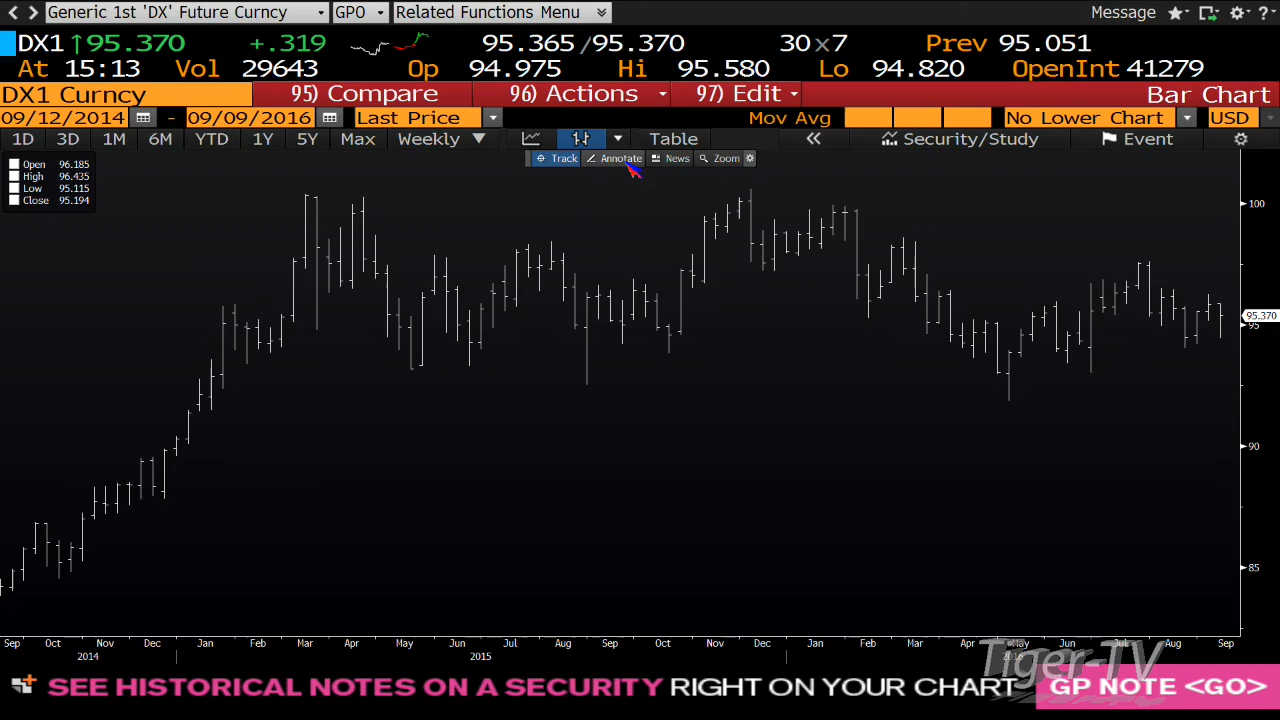 Generic 1st 'DX' Future Curncy GPO Related Functions Menu Message
DX1 ↑95.370 +.319 95.365/95.370 30x7 Prev 95.051
At 15:13 Vol 29643 Op 94.975 Hi 95.580 Lo 94.820 OpenInt 41279
DX1 Curncy 95) Compare 96) Actions 97) Edit Bar Chart
09/12/2014 - 09/09/2016 Last Price Mov Avg No Lower Chart USD
1D 3D 1M 6M YTD 1Y 5Y Max Weekly ▼ Table « Security/Study Event
Track Annotate News Zoom
Open 96.185
High 96.435
Low 95.115
Close 95.194
100
95.370
95
90
85
Sep Oct Nov Dec Jan Feb Mar Apr May Jun Jul Aug Sep Oct Nov Dec Jan Feb Mar Apr May Jun Jul Aug Sep
2014 2015 2016
Tiger-TV
SEE HISTORICAL NOTES ON A SECURITY RIGHT ON YOUR CHART GP NOTE <GO>